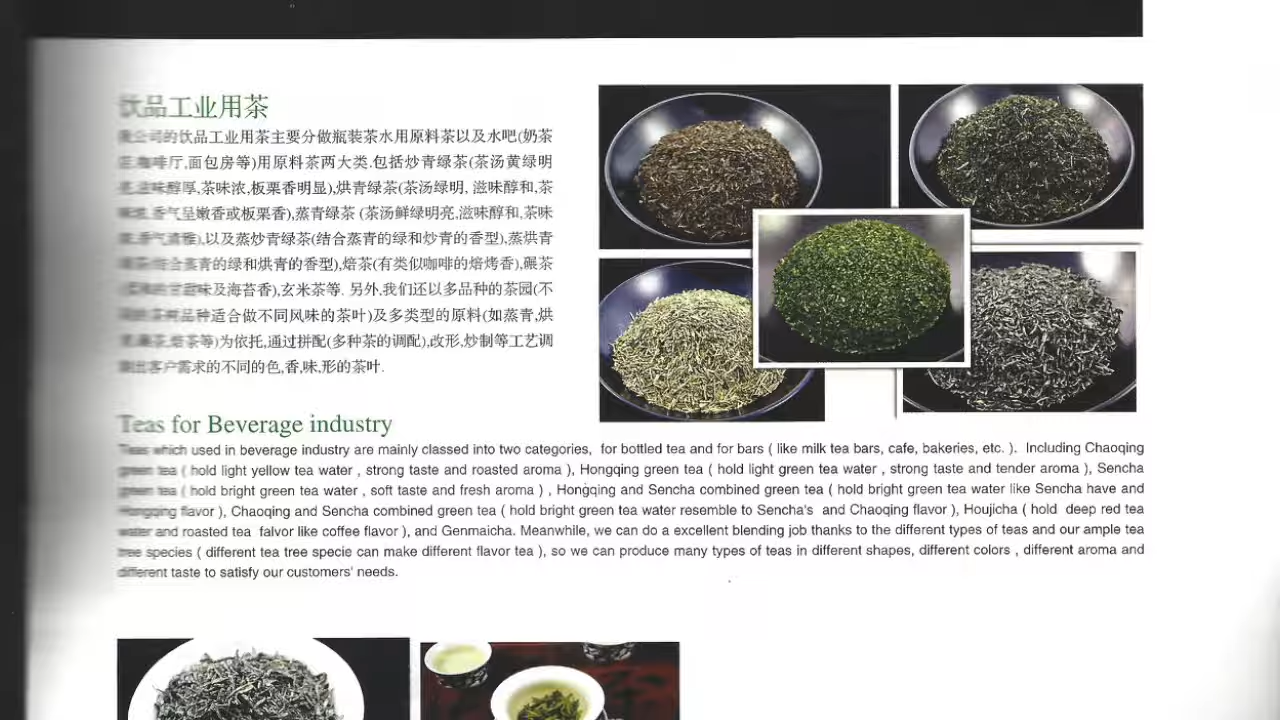 饮品工业用茶
我公司的饮品工业用茶主要分做瓶装茶水用原料茶以及水吧(奶茶
店,咖啡厅,面包房等)用原料茶两大类.包括炒青绿茶(茶汤黄绿明
亮,滋味醇厚,茶味浓,板栗香明显),烘青绿茶(茶汤绿明, 滋味醇和,茶
香气呈嫩香或板栗香),蒸青绿茶 (茶汤鲜绿明亮,滋味醇和,茶味
香气清雅),以及蒸炒青绿茶(结合蒸青的绿和炒青的香型),蒸烘青
绿茶(结合蒸青的绿和烘青的香型),焙茶(有类似咖啡的焙烤香),碾茶
甘甜味及海苔香),玄米茶等. 另外,我们还以多品种的茶园(不
同的茶树品种适合做不同风味的茶叶)及多类型的原料(如蒸青,烘
青,碾茶,焙茶等)为依托,通过拼配(多种茶的调配),改形,炒制等工艺调
出客户需求的不同的色,香,味,形的茶叶.
Teas for Beverage industry
Teas which used in beverage industry are mainly classed into two categories, for bottled tea and for bars ( like milk tea bars, cafe, bakeries, etc. ). Including Chaoqing
green tea ( hold light yellow tea water , strong taste and roasted aroma ), Hongqing green tea ( hold light green tea water , strong taste and tender aroma ), Sencha
green tea ( hold bright green tea water , soft taste and fresh aroma ) , Hongqing and Sencha combined green tea ( hold bright green tea water like Sencha have and
Hongqing flavor ), Chaoqing and Sencha combined green tea ( hold bright green tea water resemble to Sencha's and Chaoqing flavor ), Houjicha ( hold deep red tea
water and roasted tea falvor like coffee flavor ), and Genmaicha. Meanwhile, we can do a excellent blending job thanks to the different types of teas and our ample tea
tree species ( different tea tree specie can make different flavor tea ), so we can produce many types of teas in different shapes, different colors , different aroma and
different taste to satisfy our customers' needs.